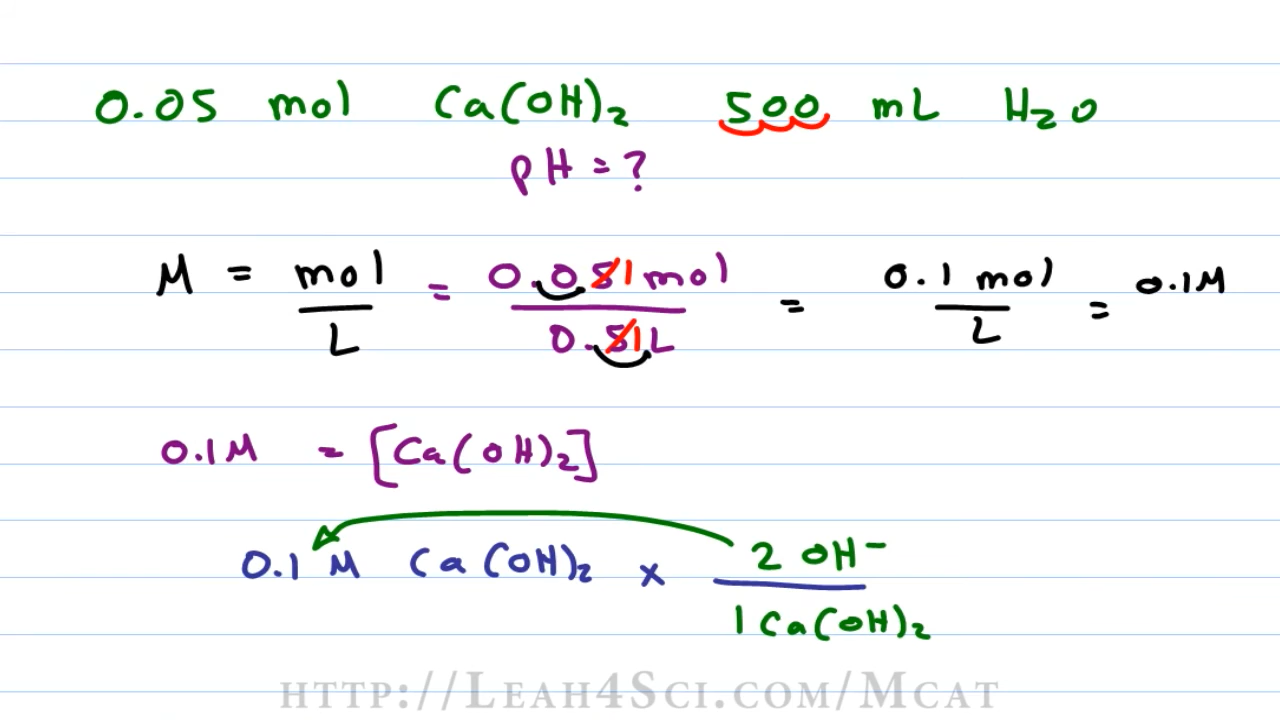 0.05 mol Ca(OH)₂ 500 mL H₂O
pH = ?
M = mol/L = 0.051 mol/0.51 L = 0.1 mol/L = 0.1M
0.1M = [Ca(OH)₂]
0.1 M Ca(OH)₂ x 2 OH⁻/1 Ca(OH)₂
HTTP://LEAH4SCI.COM/MCAT